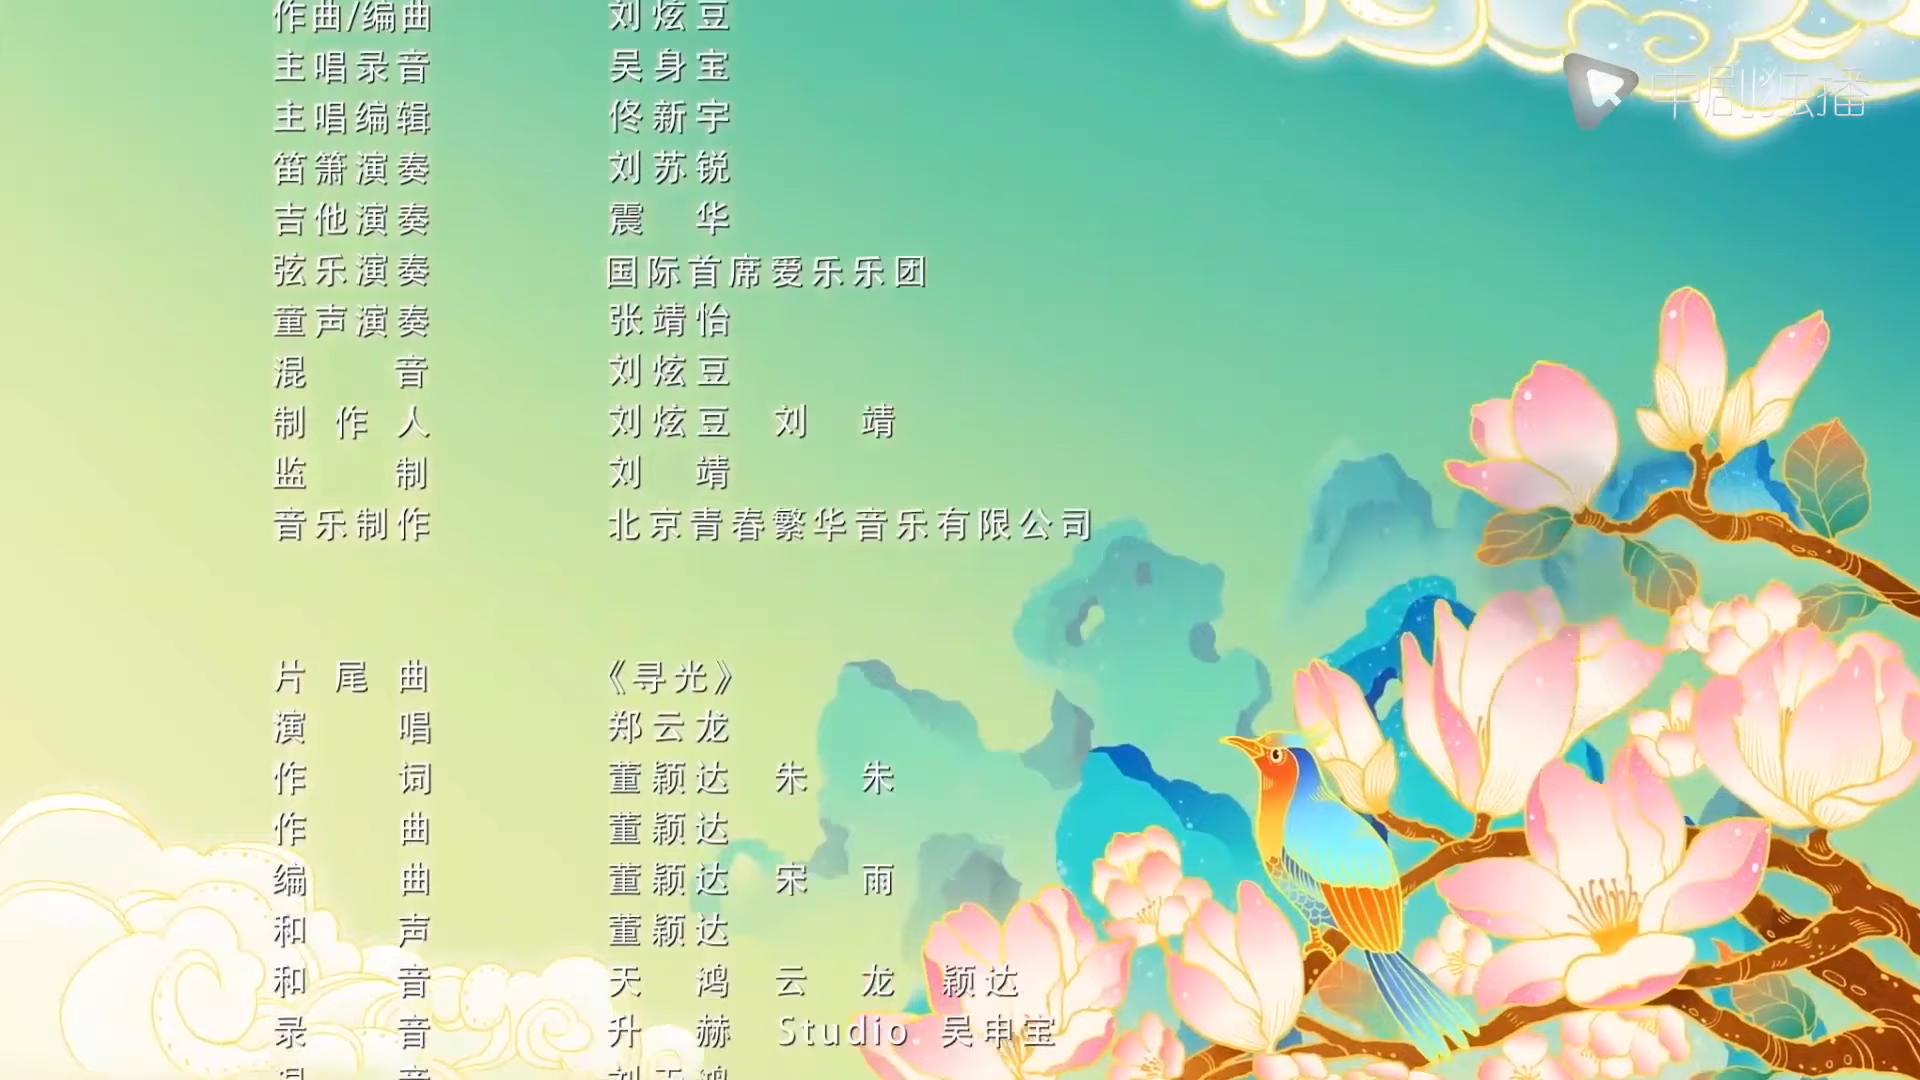 作曲/编曲 刘炫豆
中剧独播
主唱录音 吴身宝
主唱编辑 佟新宇
笛箫演奏 刘苏锐
吉他演奏 震 华
弦乐演奏 国际首席爱乐乐团
童声演奏 张靖怡
混 音 刘炫豆
制 作 人 刘炫豆 刘 靖
监 制 刘 靖
音乐制作 北京青春繁华音乐有限公司
片 尾 曲 《寻光》
演 唱 郑云龙
作 词 董颖达 朱 朱
作 曲 董颖达
编 曲 董颖达 宋 雨
和 声 董颖达
和 音 天 鸿 云 龙 颖达
录 音 升 赫 Studio 吴申宝